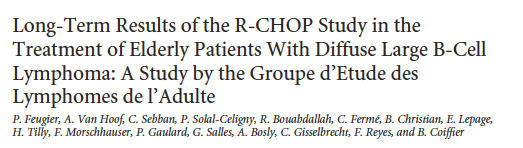 Long-Term Results of the R-CHOP Study in the
Treatment of Elderly Patients With Diffuse Large B-Cell
Lymphoma: A Study by the Groupe d’Etude des
Lymphomes de l’Adulte
P. Feugier, A. Van Hoof, C. Sebban, P. Solal-Celigny, R. Bouabdallah, C. Fermé, B. Christian, E. Lepage,
H. Tilly, F. Morschhauser, P. Gaulard, G. Salles, A. Bosly, C. Gisselbrecht, F. Reyes, and B. Coiffier